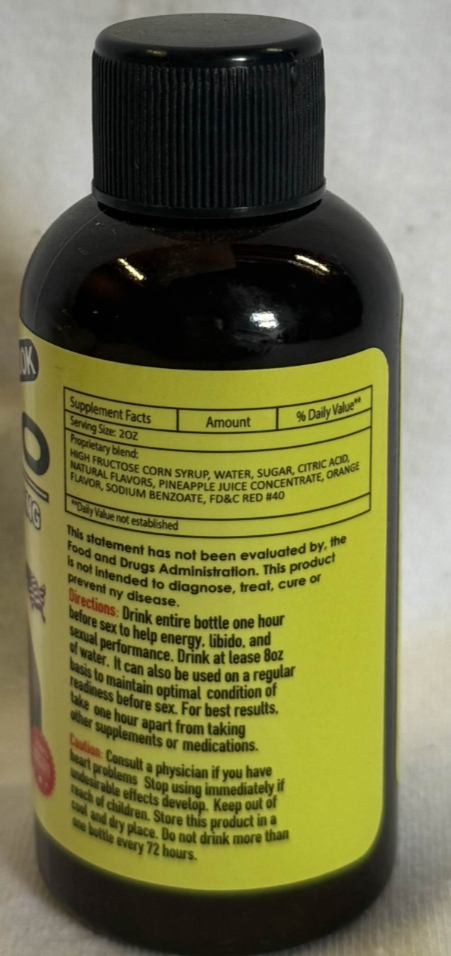 OK
O
NG
Supplement Facts Amount % Daily Value**
Serving Size: 2OZ
Proprietary blend:
HIGH FRUCTOSE CORN SYRUP, WATER, SUGAR, CITRIC ACID,
NATURAL FLAVORS, PINEAPPLE JUICE CONCENTRATE, ORANGE
FLAVOR, SODIUM BENZOATE, FD&C RED #40
**Daily Value not established
This statement has not been evaluated by, the
Food and Drugs Administration. This product
is not intended to diagnose, treat, cure or
prevent ny disease.
Directions: Drink entire bottle one hour
before sex to help energy, libido, and
sexual performance. Drink at lease 8oz
of water. It can also be used on a regular
basis to maintain optimal condition of
readiness before sex. For best results,
take one hour apart from taking
other supplements or medications.
Caution: Consult a physician if you have
heart problems Stop using immediately if
undesirable effects develop. Keep out of
reach of children. Store this product in a
cool and dry place. Do not drink more than
one bottle every 72 hours.